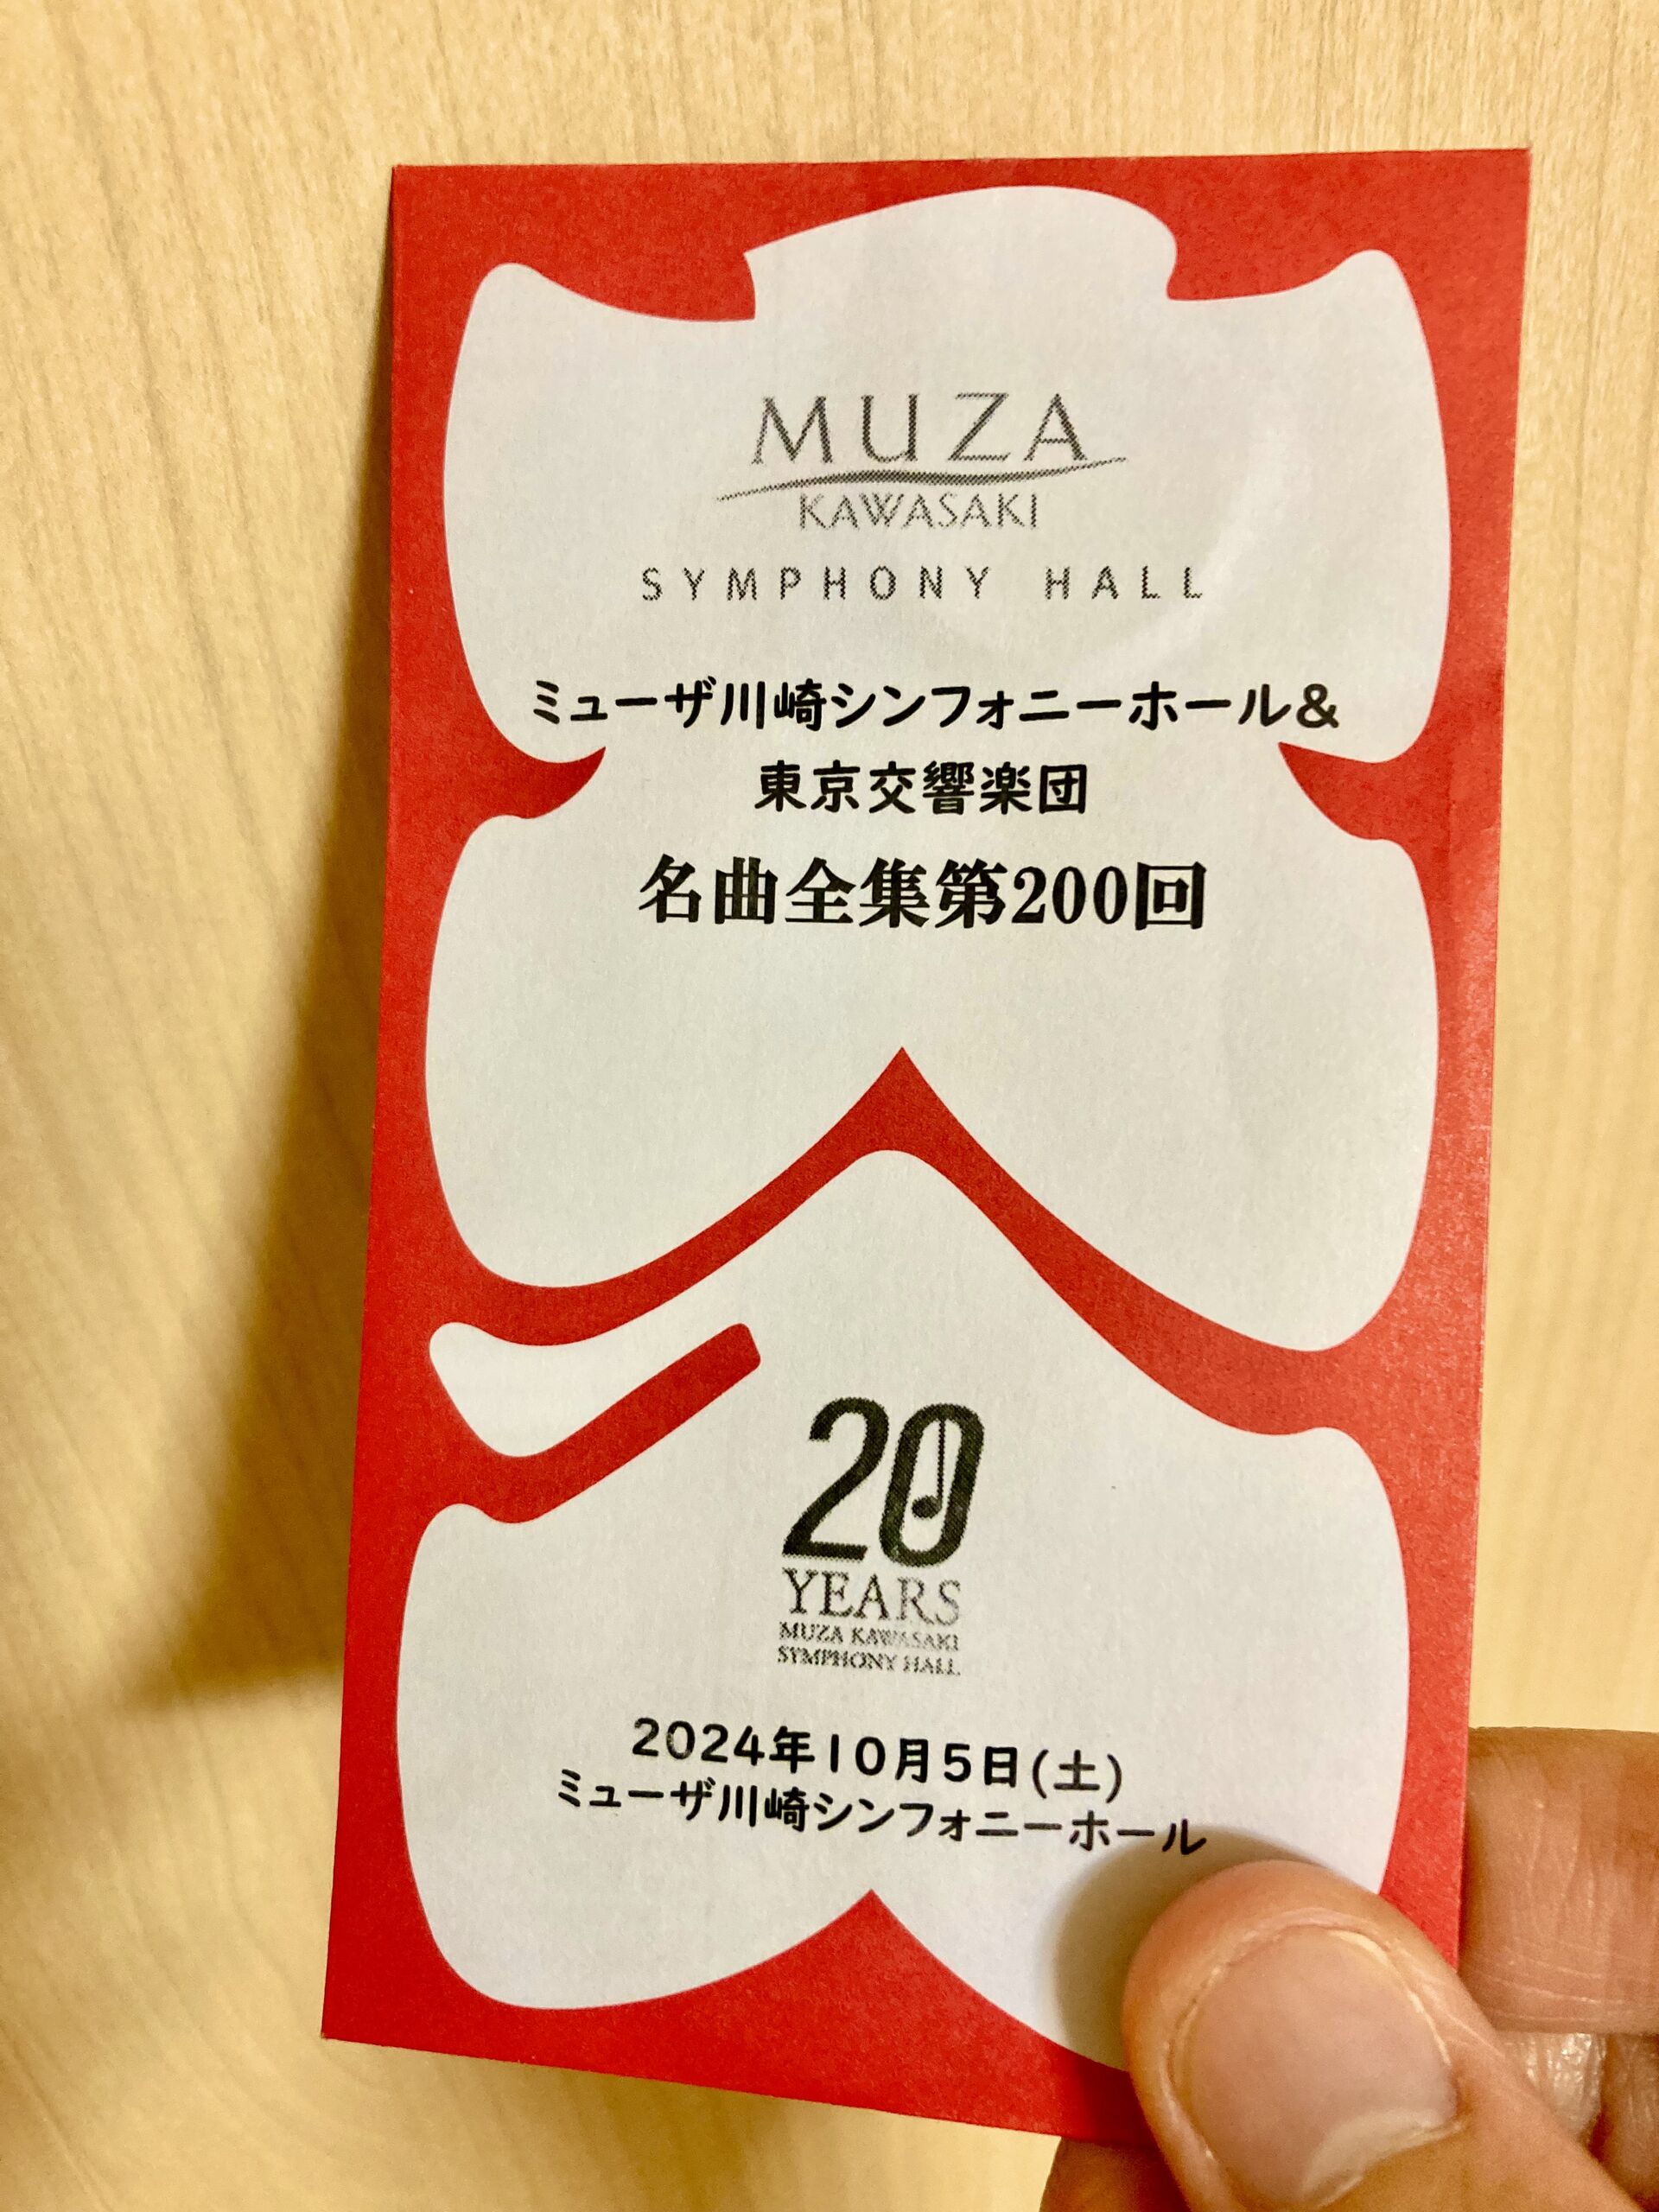 MUZA
KAWASAKI
SYMPHONY HALL
ミューザ川崎シンフォニーホール&
東京交響楽団
名曲全集第200回
20
YEARS
MUZA KAWASAKI
SYMPHONY HALL
2024年10月5日(土)
ミューザ川崎シンフォニーホール